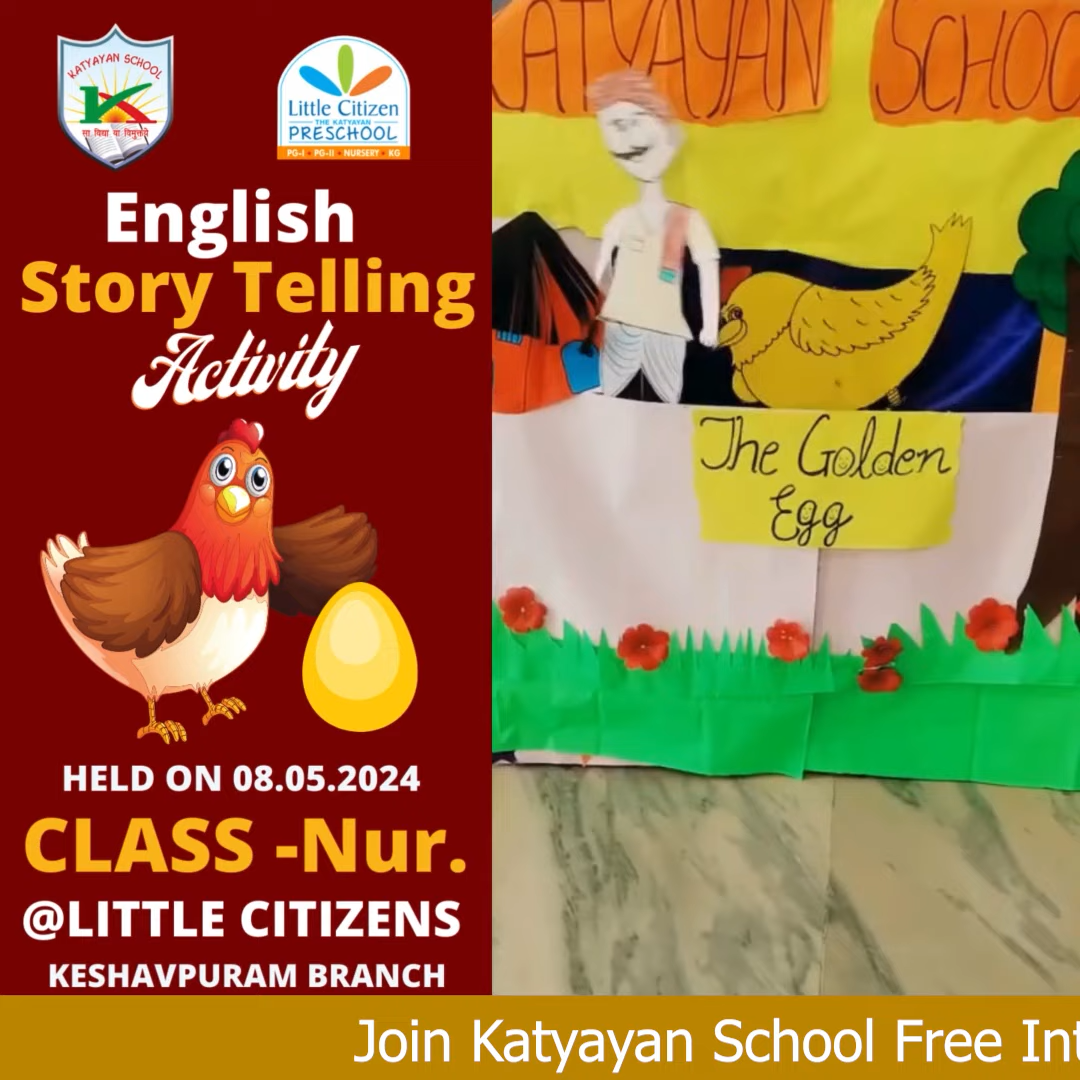 KATYAYAN SCHOOL
सा विद्या या विमुक्तये
Little Citizen
THE KATYAYAN
PRESCHOOL
PG-I • PG-II • NURSERY • KG
English
Story Telling
Activity
HELD ON 08.05.2024
CLASS -Nur.
@LITTLE CITIZENS
KESHAVPURAM BRANCH
KATYAYAN SCHOO
The Golden
Egg
Join Katyayan School Free Int